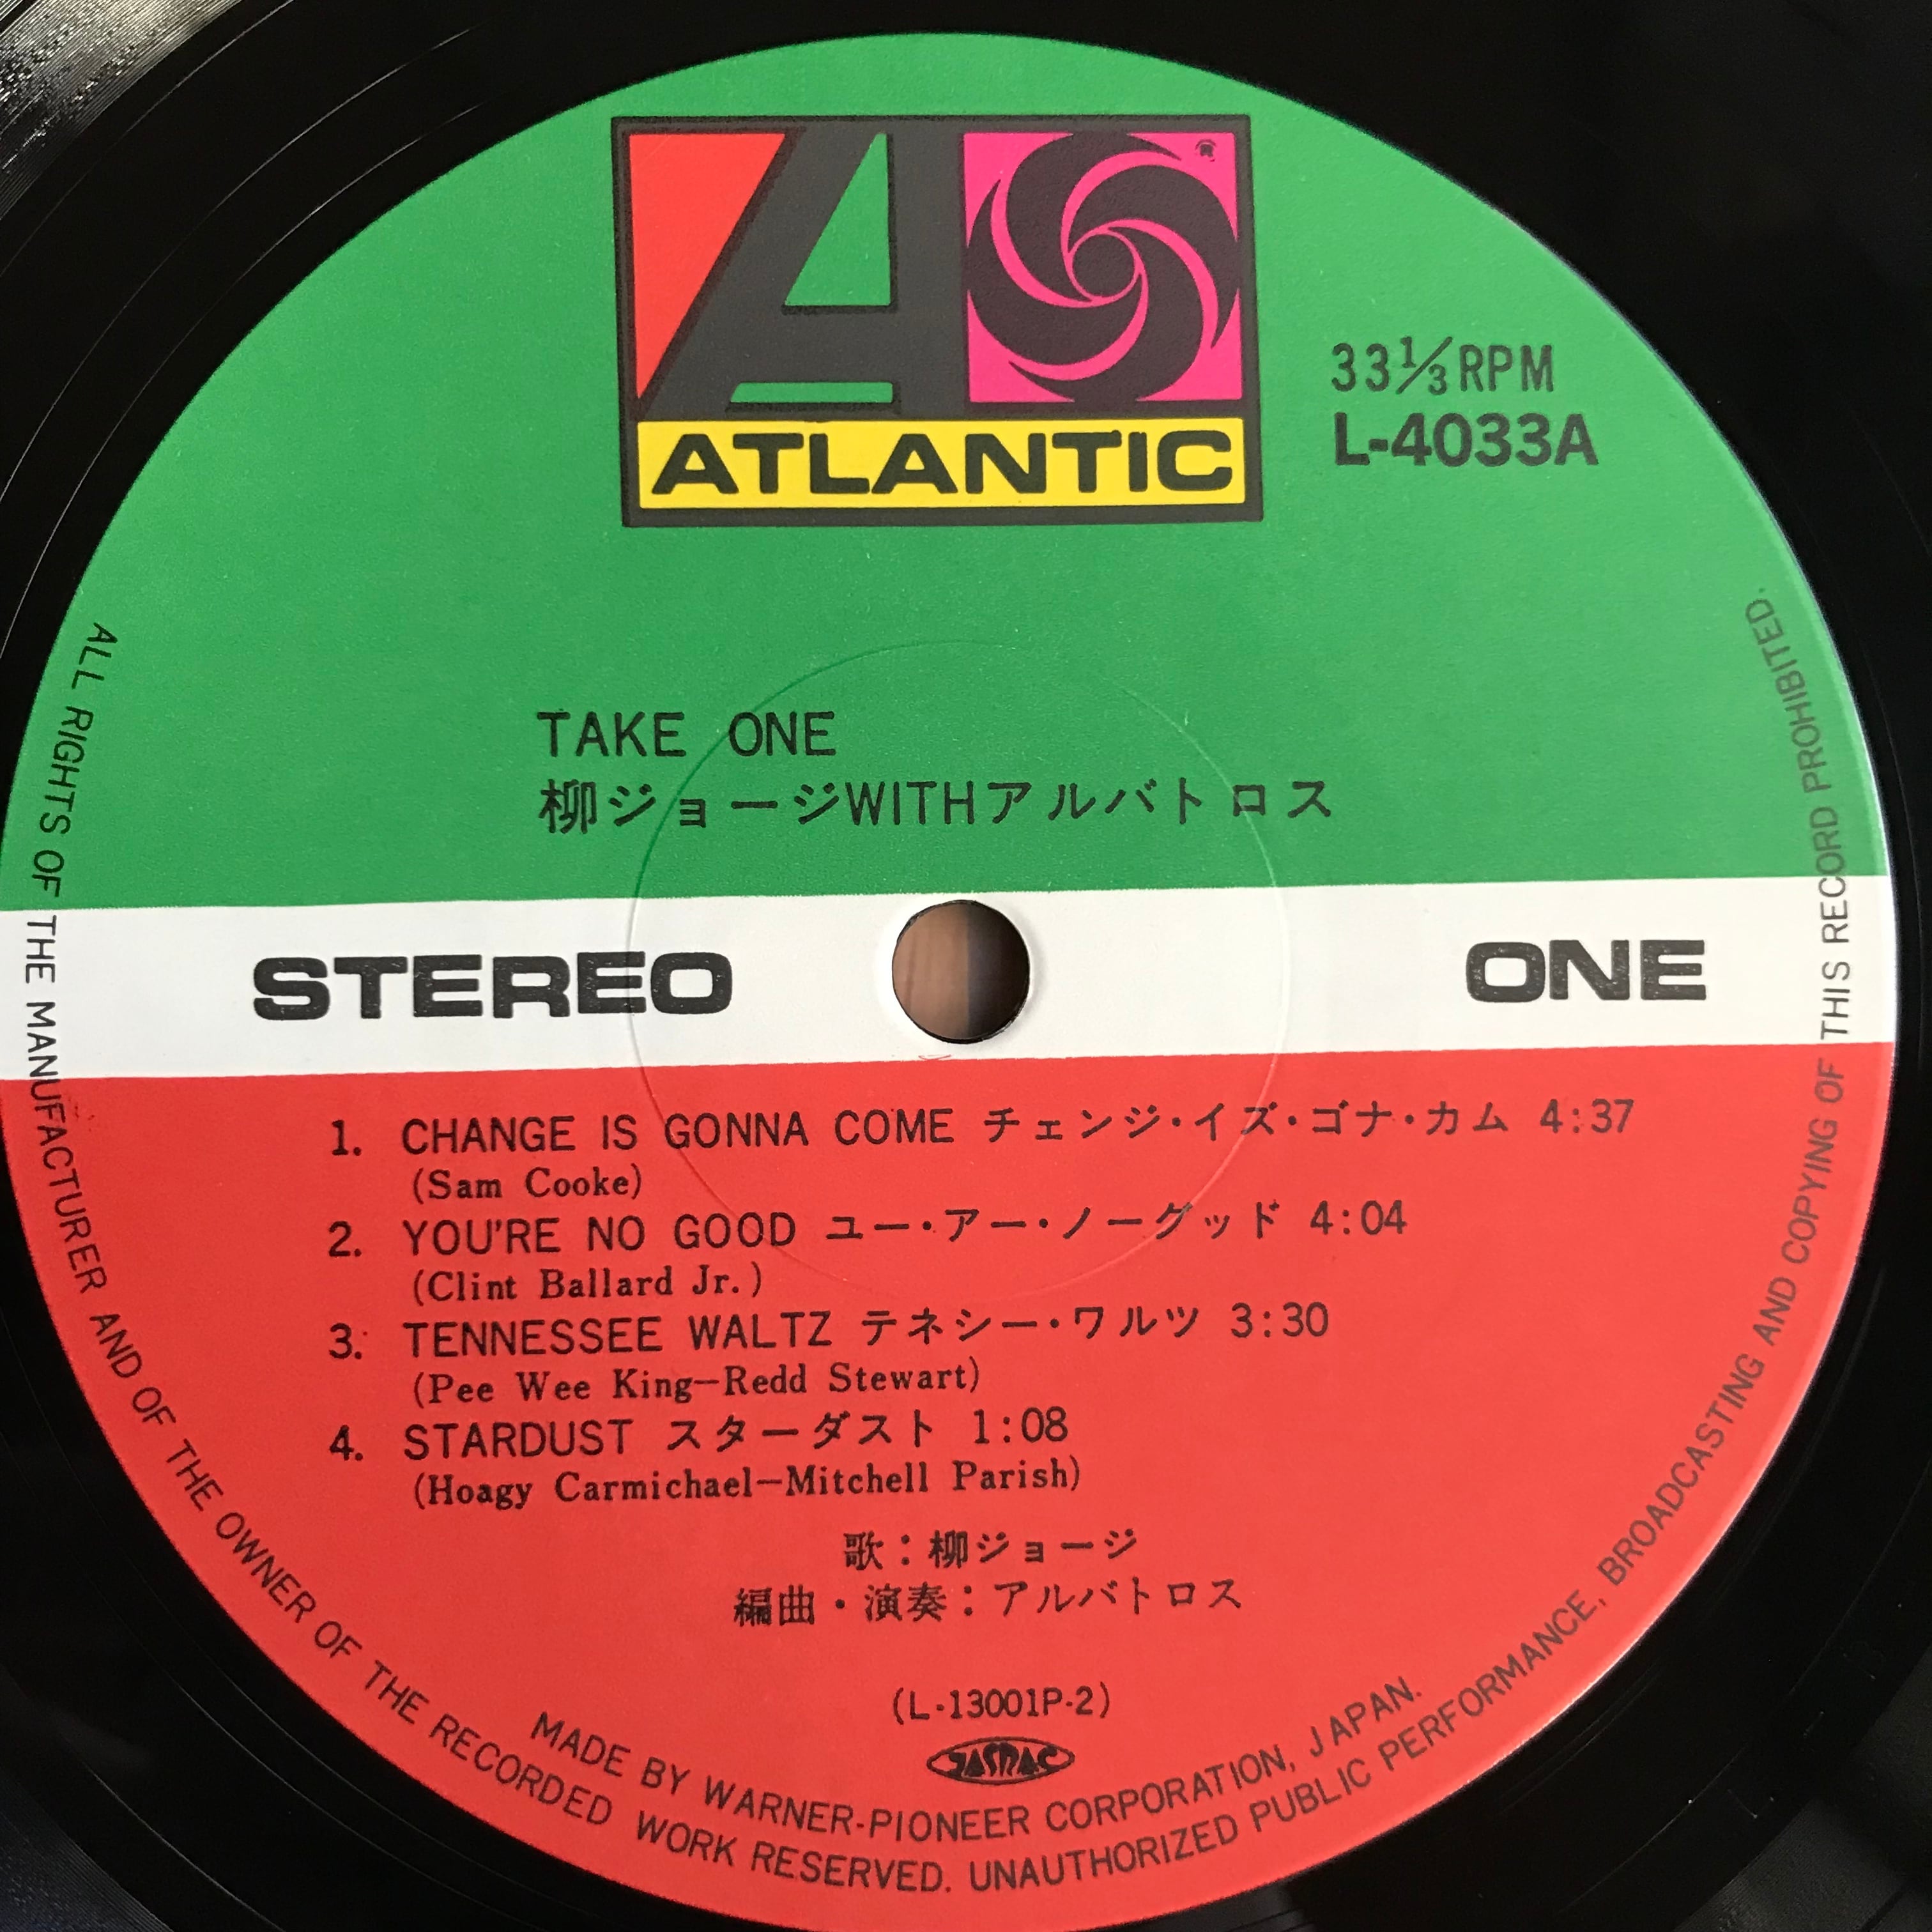 ATLANTIC
33⅓RPM
L-4033A
TAKE ONE
柳ジョージWITHアルバトロス
STEREO
ONE
1. CHANGE IS GONNA COME チェンジ・イズ・ゴナ・カム 4:37
(Sam Cooke)
2. YOU'RE NO GOOD ユー・アー・ノーグッド 4:04
(Clint Ballard Jr.)
3. TENNESSEE WALTZ テネシー・ワルツ 3:30
(Pee Wee King—Redd Stewart)
4. STARDUST スターダスト 1:08
(Hoagy Carmichael—Mitchell Parish)
歌：柳ジョージ
編曲・演奏：アルバトロス
(L-13001P-2)
JASRAC
MADE BY WARNER-PIONEER CORPORATION, JAPAN.
ALL RIGHTS OF THE MANUFACTURER AND OF THE OWNER OF THE RECORDED WORK RESERVED. UNAUTHORIZED PUBLIC PERFORMANCE, BROADCASTING AND COPYING OF THIS RECORD PROHIBITED.